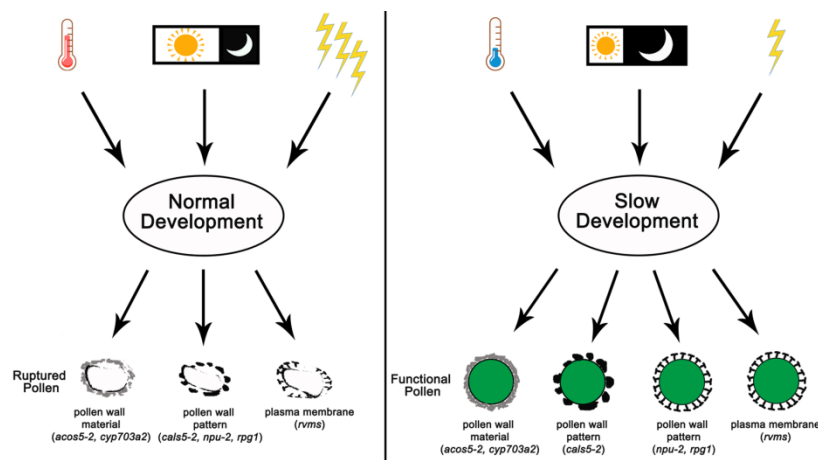 Normal
Development
Ruptured
Pollen
pollen wall
material
(acos5-2, cyp703a2)
pollen wall
pattern
(cals5-2, npu-2, rpg1)
plasma membrane
(rvms)
Slow
Development
Functional
Pollen
pollen wall
material
(acos5-2, cyp703a2)
pollen wall
pattern
(cals5-2)
pollen wall
pattern
(npu-2, rpg1)
plasma membrane
(rvms)